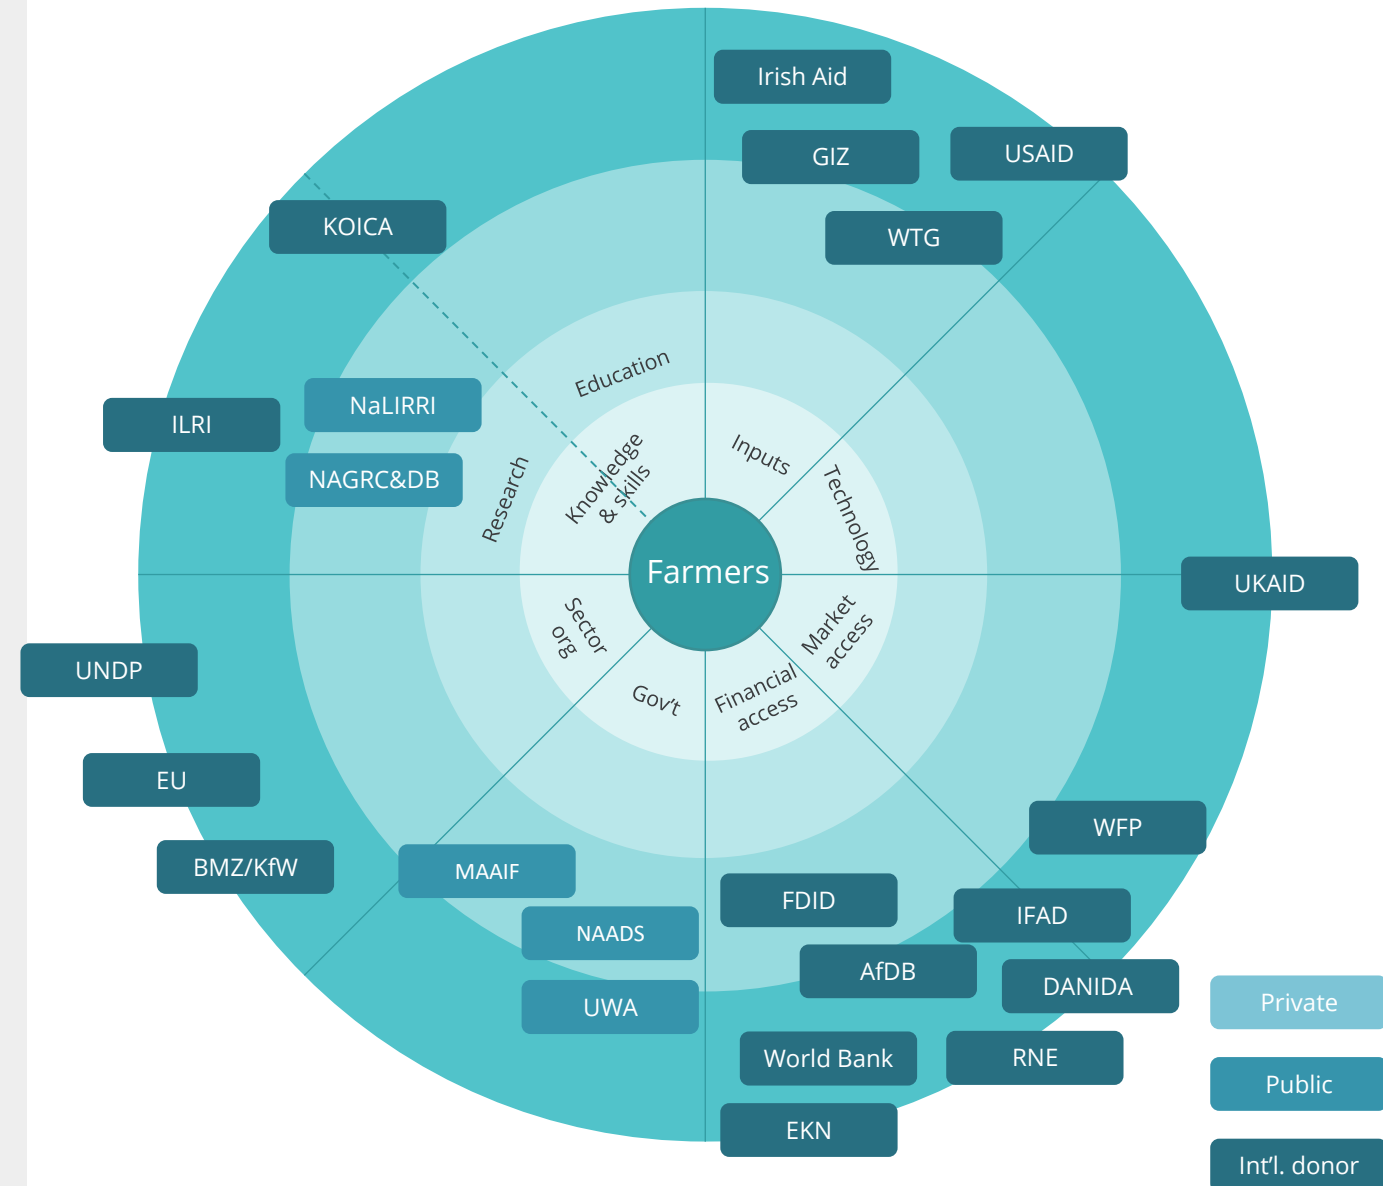 Irish Aid
GIZ
USAID
WTG
KOICA
Education
NaLIRRI
ILRI
NAGRC&DB
Research
Knowledge
& skills
Inputs
Technology
Farmers
UKAID
Sector
org
Gov't
Financial
access
Market
access
UNDP
EU
BMZ/KfW
MAAIF
NAADS
UWA
FDID
AfDB
World Bank
EKN
WFP
IFAD
DANIDA
RNE
Private
Public
Int'l. donor